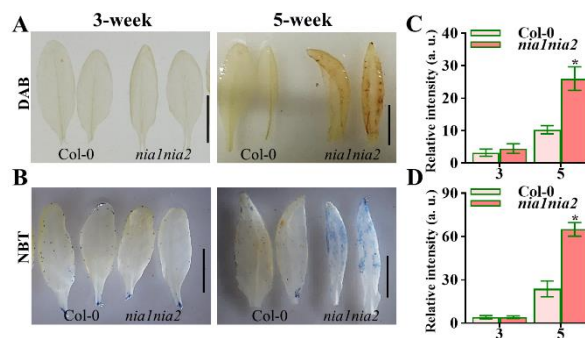 3-week 5-week
A
DAB
Col-0 nia1nia2 Col-0 nia1nia2
B
NBT
Col-0 nia1nia2 Col-0 nia1nia2
C
Relative intensity (a. u.)
Col-0
nia1nia2
40
30
20
10
0
*
3 5
D
Relative intensity (a. u.)
Col-0
nia1nia2
90
60
30
0
*
3 5